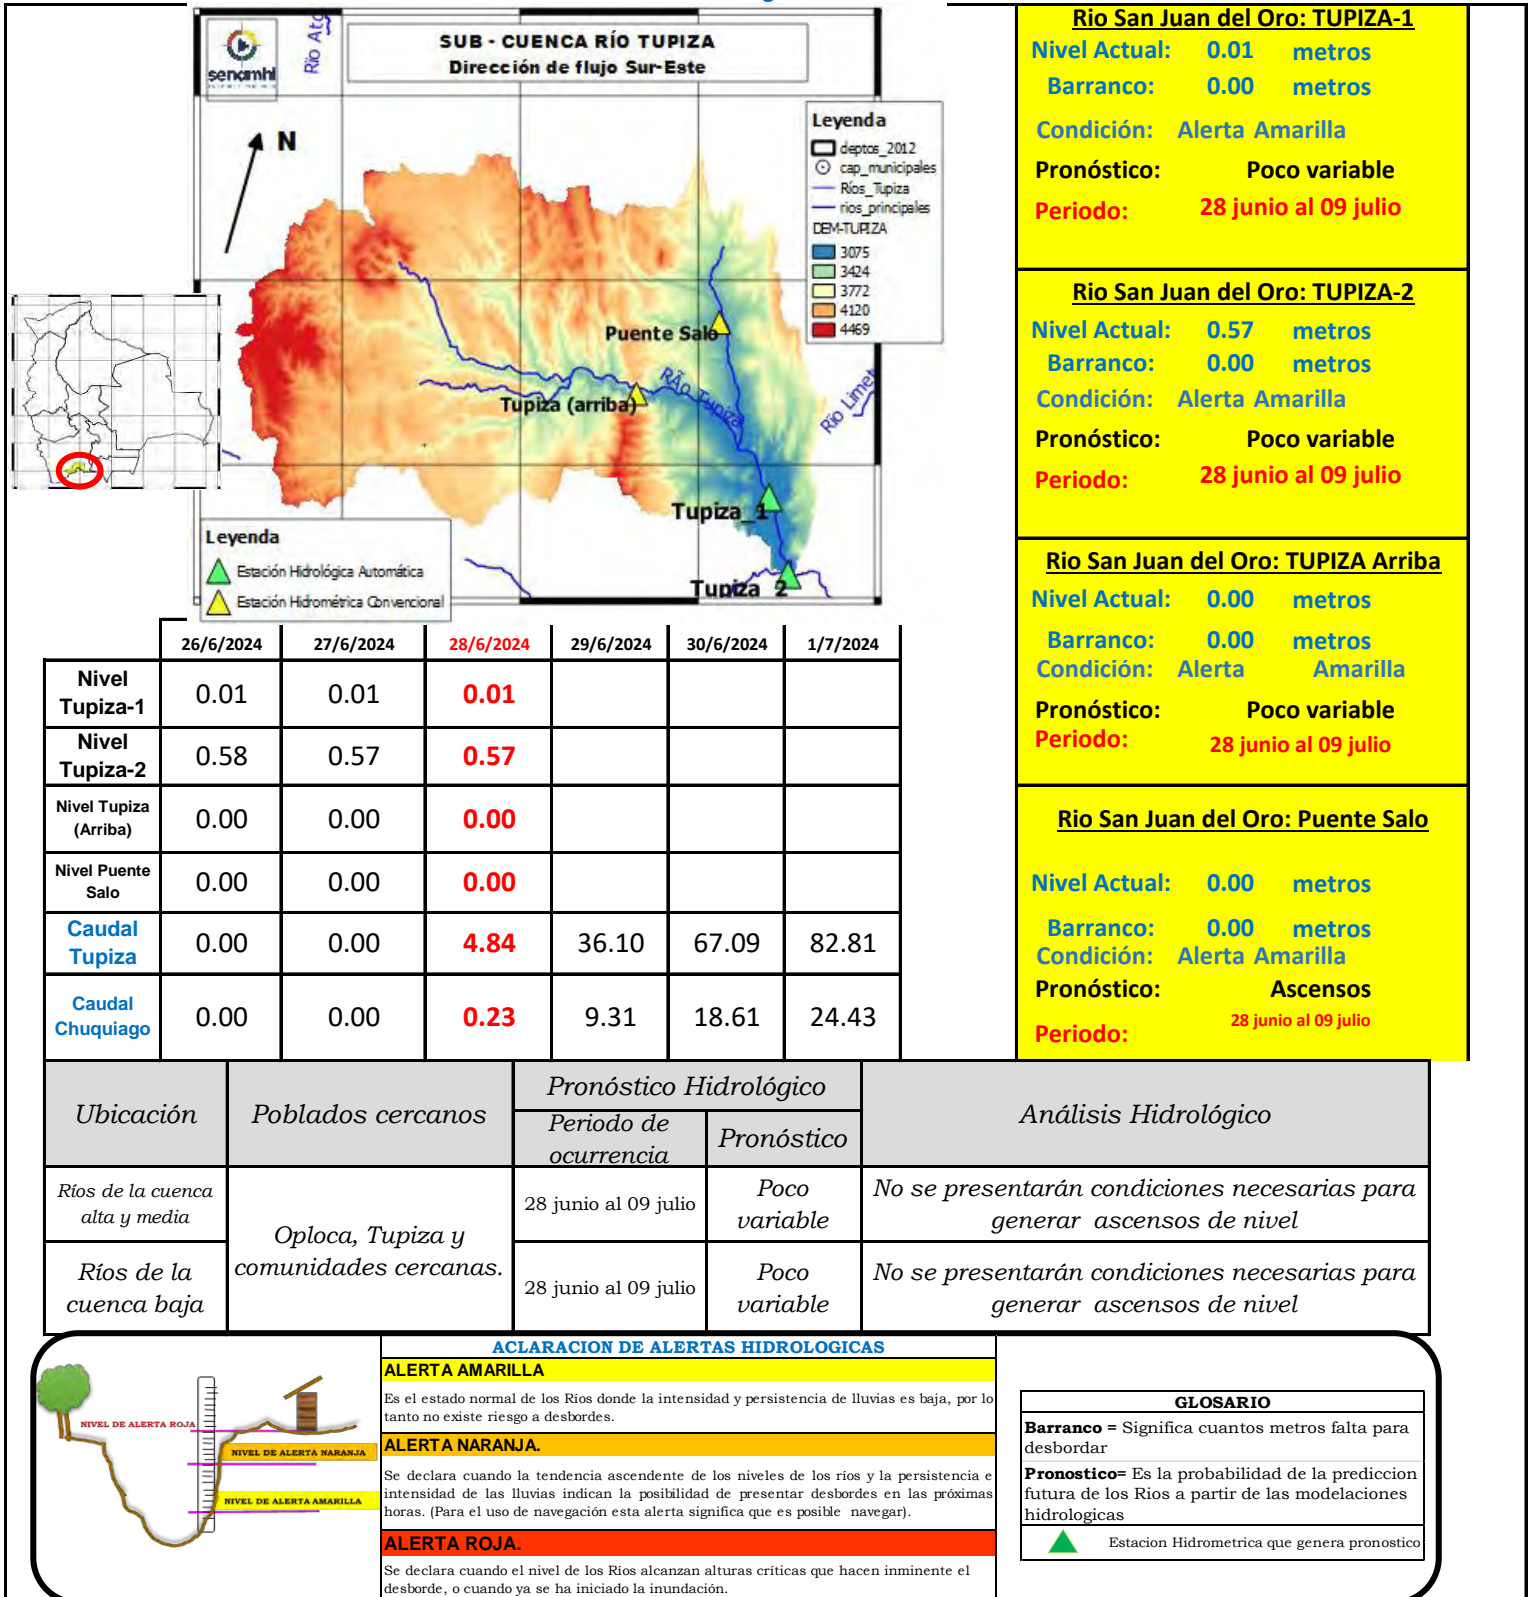 senamhi
SUB - CUENCA RÍO TUPIZA
Dirección de flujo Sur-Este
N
Leyenda
deptos_2012
cap_municipales
Ríos_Tupiza
rios_principales
DEM-TUPIZA
3075
3424
3772
4120
4469
Puente Salo
Tupiza (arriba)
RÃo Tupiza
Tupiza_1
Tupiza_2
Leyenda
Estación Hidrológica Automática
Estación Hidrométrica Convencional
Rio San Juan del Oro: TUPIZA-1
Nivel Actual: 0.01 metros
Barranco: 0.00 metros
Condición: Alerta Amarilla
Pronóstico: Poco variable
Periodo: 28 junio al 09 julio
Rio San Juan del Oro: TUPIZA-2
Nivel Actual: 0.57 metros
Barranco: 0.00 metros
Condición: Alerta Amarilla
Pronóstico: Poco variable
Periodo: 28 junio al 09 julio
Rio San Juan del Oro: TUPIZA Arriba
Nivel Actual: 0.00 metros
Barranco: 0.00 metros
Condición: Alerta Amarilla
Pronóstico: Poco variable
Periodo: 28 junio al 09 julio
Rio San Juan del Oro: Puente Salo
Nivel Actual: 0.00 metros
Barranco: 0.00 metros
Condición: Alerta Amarilla
Pronóstico: Ascensos
Periodo: 28 junio al 09 julio
26/6/2024 27/6/2024 28/6/2024 29/6/2024 30/6/2024 1/7/2024
Nivel Tupiza-1 0.01 0.01 0.01
Nivel Tupiza-2 0.58 0.57 0.57
Nivel Tupiza (Arriba) 0.00 0.00 0.00
Nivel Puente Salo 0.00 0.00 0.00
Caudal Tupiza 0.00 0.00 4.84 36.10 67.09 82.81
Caudal Chuquiago 0.00 0.00 0.23 9.31 18.61 24.43
Ubicación Poblados cercanos Pronóstico Hidrológico Análisis Hidrológico
Periodo de ocurrencia Pronóstico
Ríos de la cuenca alta y media
Oploca, Tupiza y comunidades cercanas.
28 junio al 09 julio Poco variable No se presentarán condiciones necesarias para generar ascensos de nivel
Ríos de la cuenca baja
28 junio al 09 julio Poco variable No se presentarán condiciones necesarias para generar ascensos de nivel
NIVEL DE ALERTA ROJA
NIVEL DE ALERTA NARANJA
NIVEL DE ALERTA AMARILLA
ACLARACION DE ALERTAS HIDROLOGICAS
ALERTA AMARILLA
Es el estado normal de los Ríos donde la intensidad y persistencia de lluvias es baja, por lo
tanto no existe riesgo a desbordes.
ALERTA NARANJA.
Se declara cuando la tendencia ascendente de los niveles de los ríos y la persistencia e
intensidad de las lluvias indican la posibilidad de presentar desbordes en las próximas
horas. (Para el uso de navegación esta alerta significa que es posible navegar).
ALERTA ROJA.
Se declara cuando el nivel de los Ríos alcanzan alturas críticas que hacen inminente el
desborde, o cuando ya se ha iniciado la inundación.
GLOSARIO
Barranco = Significa cuantos metros falta para
desbordar
Pronostico= Es la probabilidad de la prediccion
futura de los Rios a partir de las modelaciones
hidrologicas
Estacion Hidrometrica que genera pronostico